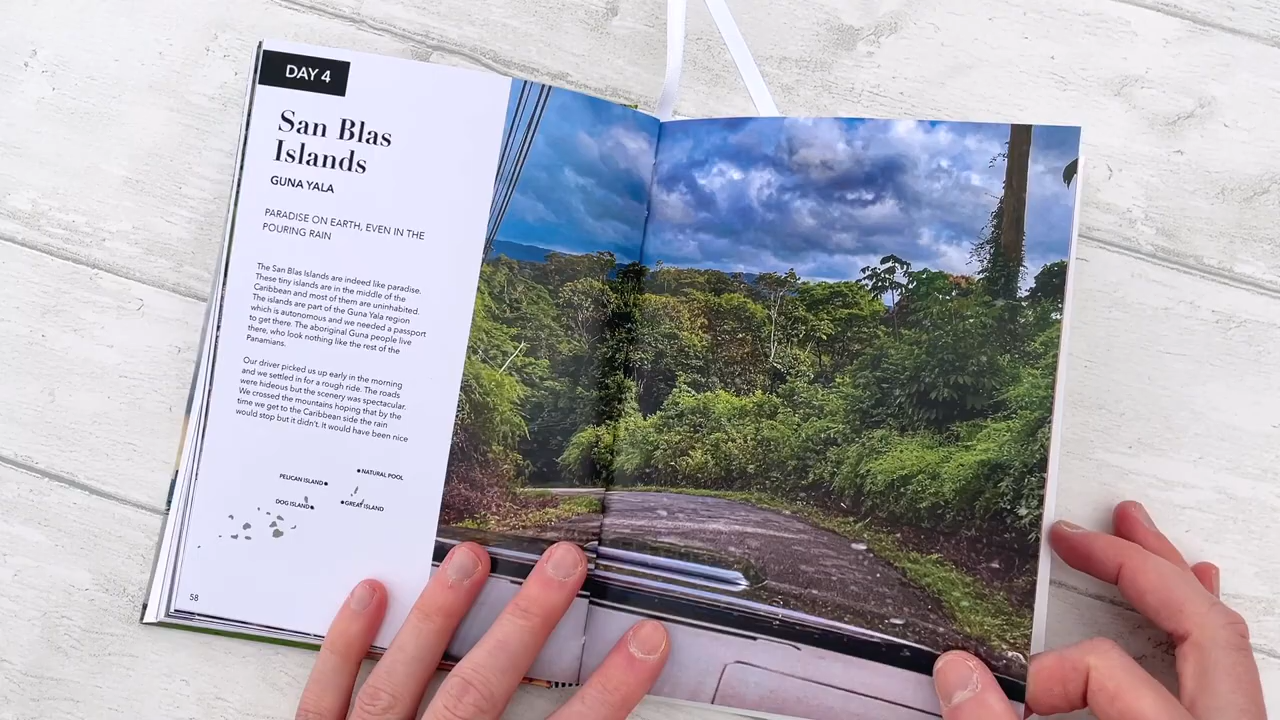 DAY 4
San Blas
Islands
GUNA YALA
PARADISE ON EARTH, EVEN IN THE
POURING RAIN
The San Blas Islands are indeed like paradise.
These tiny islands are in the middle of the
Caribbean and most of them are uninhabited.
The islands are part of the Guna Yala region
which is autonomous and we needed a passport
to get there. The aboriginal Guna people live
there, who look nothing like the rest of the
Panamians.
Our driver picked us up early in the morning
and we settled in for a rough ride. The roads
were hideous but the scenery was spectacular.
We crossed the mountains hoping that by the
time we get to the Caribbean side the rain
would stop but it didn't. It would have been nice
NATURAL POOL
PELICAN ISLAND
DOG ISLAND
GREAT ISLAND
58